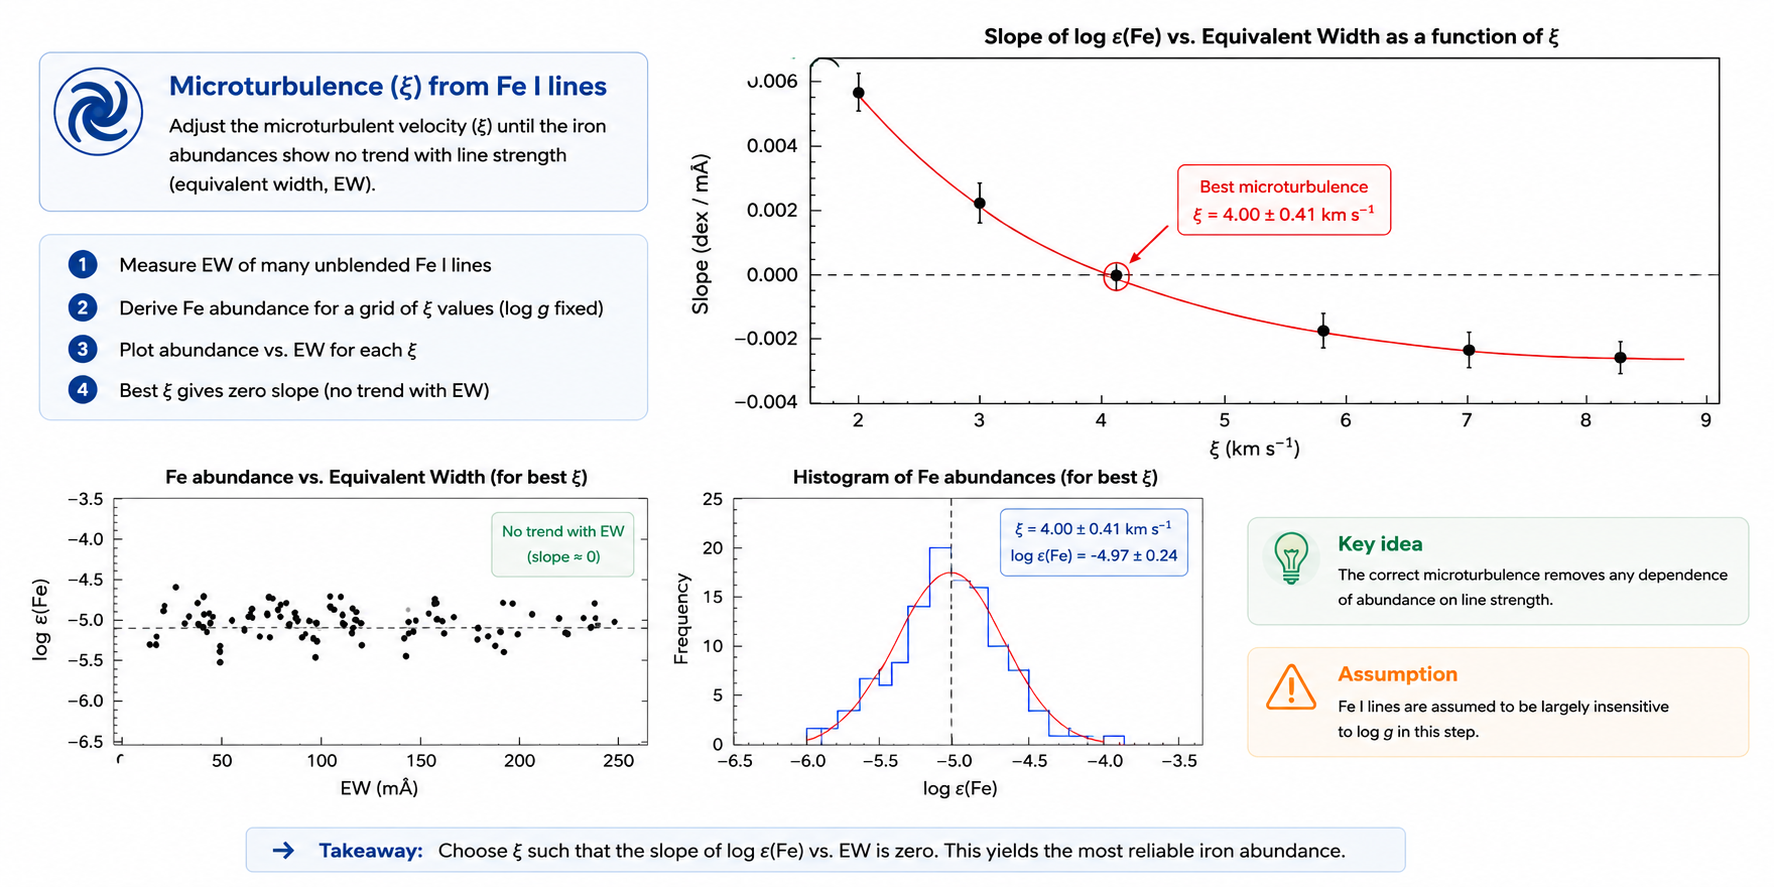 Microturbulence (ξ) from Fe I lines
Adjust the microturbulent velocity (ξ) until the iron
abundances show no trend with line strength
(equivalent width, EW).
1 Measure EW of many unblended Fe I lines
2 Derive Fe abundance for a grid of ξ values (log g fixed)
3 Plot abundance vs. EW for each ξ
4 Best ξ gives zero slope (no trend with EW)
Slope of log ε(Fe) vs. Equivalent Width as a function of ξ
Slope (dex / mÅ)
0.006
0.004
0.002
0.000
−0.002
−0.004
Best microturbulence
ξ = 4.00 ± 0.41 km s⁻¹
2 3 4 5 6 7 8 9
ξ (km s⁻¹)
Fe abundance vs. Equivalent Width (for best ξ)
log ε(Fe)
−3.5
−4.0
−4.5
−5.0
−5.5
−6.0
−6.5
No trend with EW
(slope ≈ 0)
50 100 150 200 250
EW (mÅ)
Histogram of Fe abundances (for best ξ)
Frequency
25
20
15
10
5
0
ξ = 4.00 ± 0.41 km s⁻¹
log ε(Fe) = -4.97 ± 0.24
−6.5 −6.0 −5.5 −5.0 −4.5 −4.0 −3.5
log ε(Fe)
Key idea
The correct microturbulence removes any dependence
of abundance on line strength.
Assumption
Fe I lines are assumed to be largely insensitive
to log g in this step.
→ Takeaway: Choose ξ such that the slope of log ε(Fe) vs. EW is zero. This yields the most reliable iron abundance.